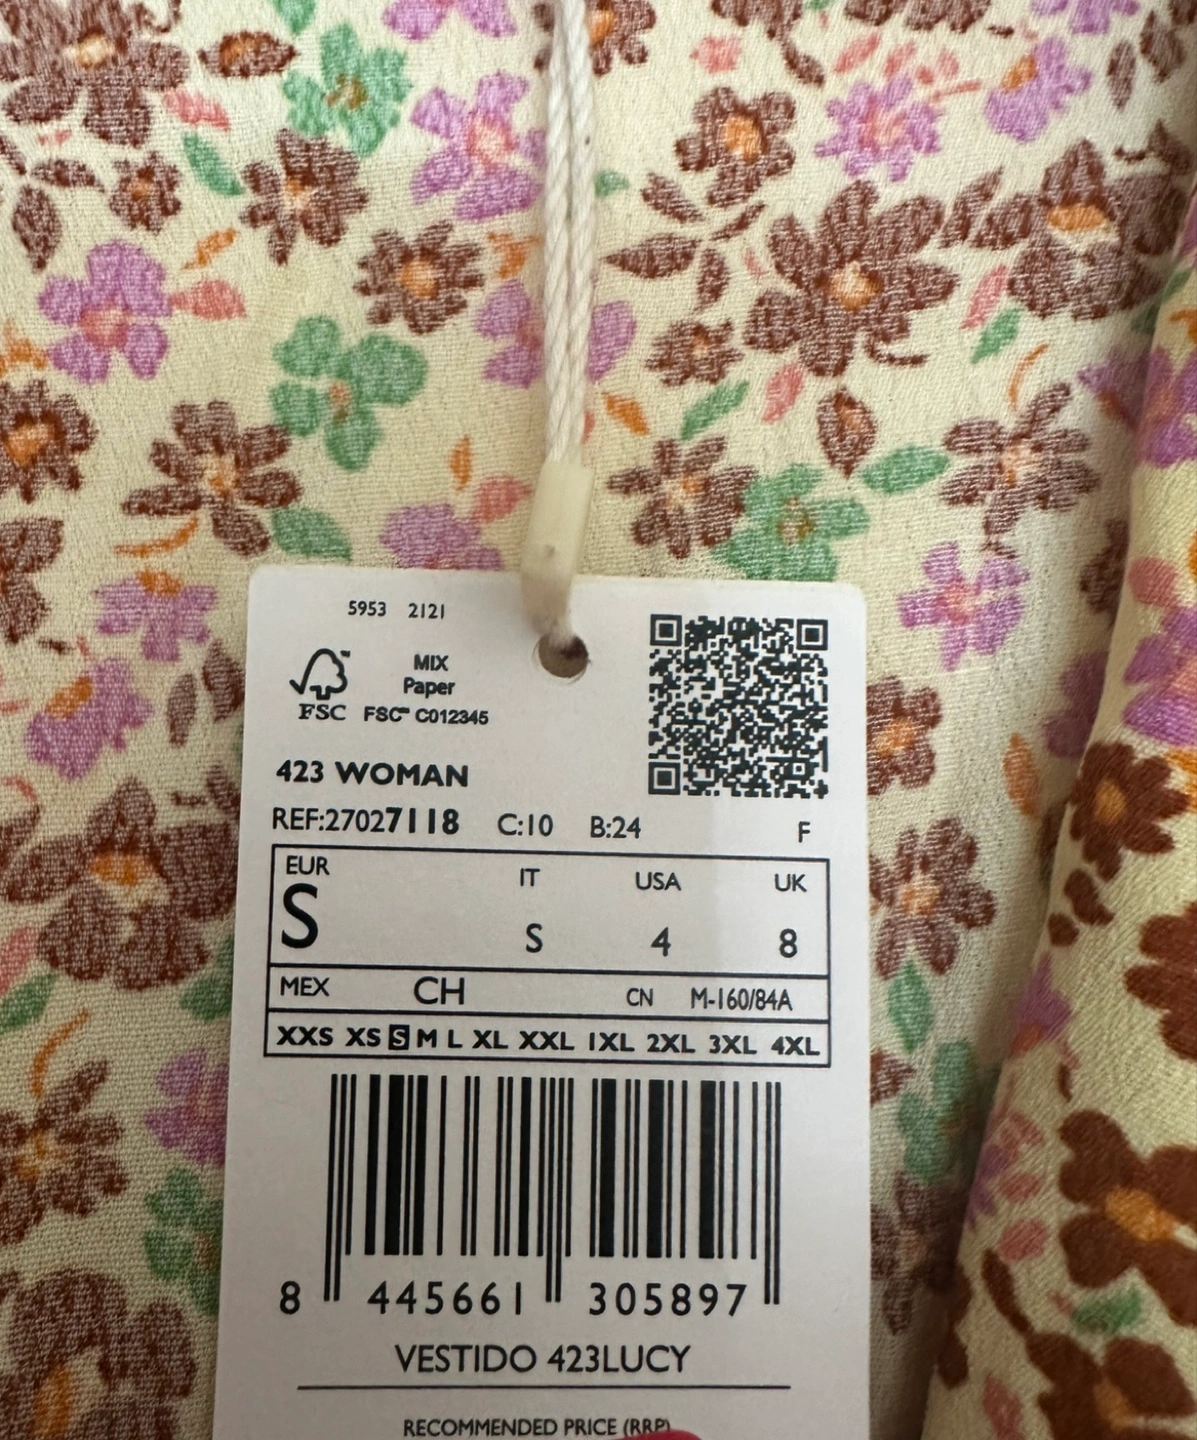 5953 2121
MIX
Paper
FSC™ FSC™ C012345
423 WOMAN
REF:27027118 C:10 B:24 F
EUR IT USA UK
S S 4 8
MEX CH CN M-160/84A
XXS XS S M L XL XXL 1XL 2XL 3XL 4XL
8 445661 305897
VESTIDO 423LUCY
RECOMMENDED PRICE (RRP)